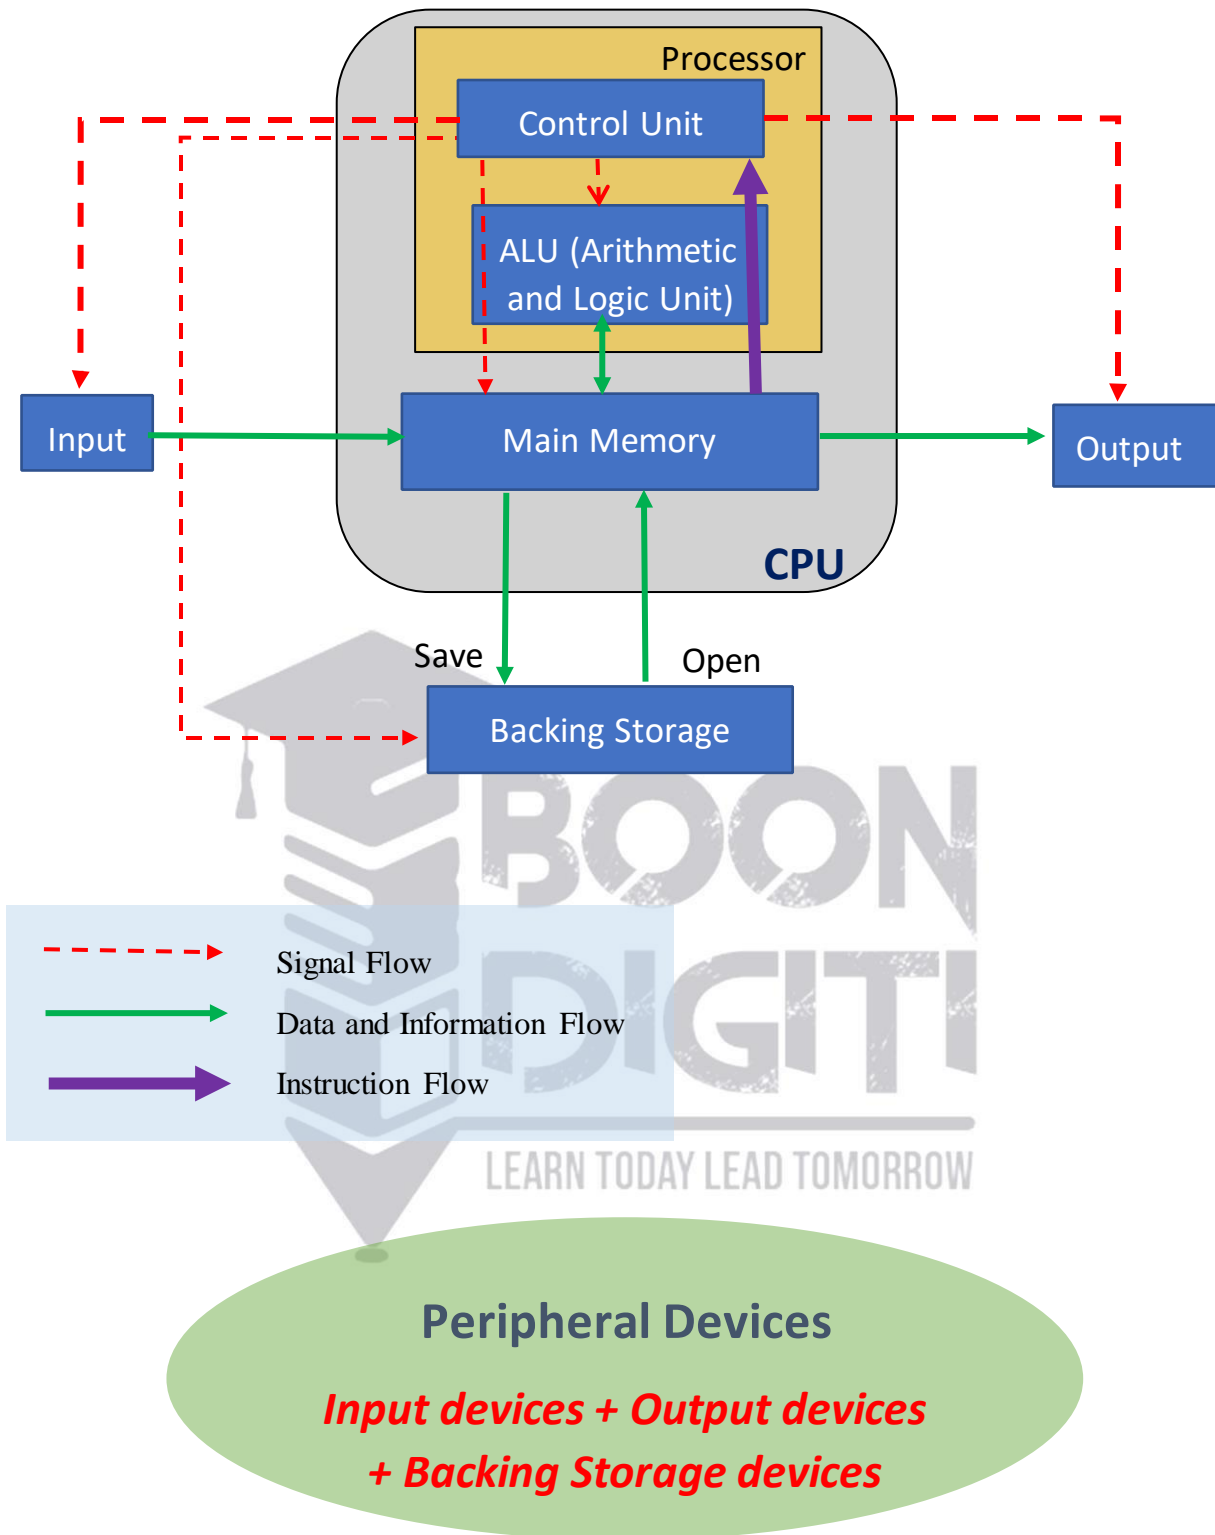 Processor
Control Unit
ALU (Arithmetic
and Logic Unit)
Input
Main Memory
Output
CPU
Save
Open
Backing Storage
BOON
DIGITI
Signal Flow
Data and Information Flow
Instruction Flow
LEARN TODAY LEAD TOMORROW
Peripheral Devices
Input devices + Output devices
+ Backing Storage devices